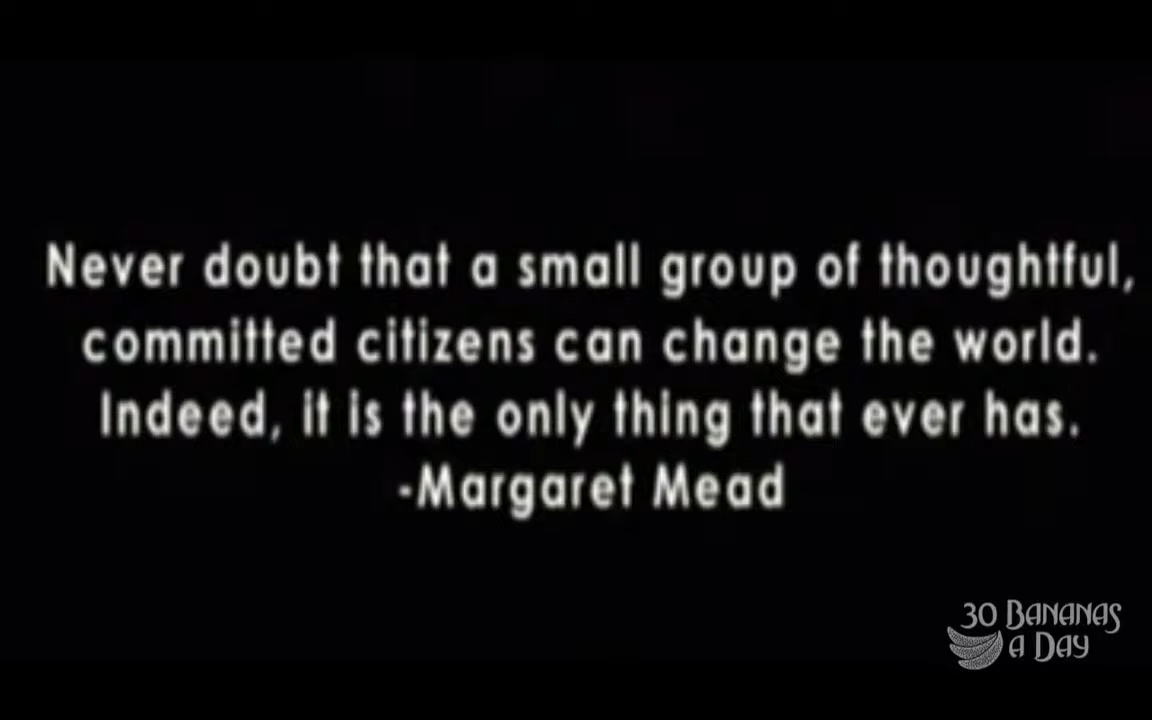 Never doubt that a small group of thoughtful,
committed citizens can change the world.
Indeed, it is the only thing that ever has.
-Margaret Mead
30 BANANAS
A DAY